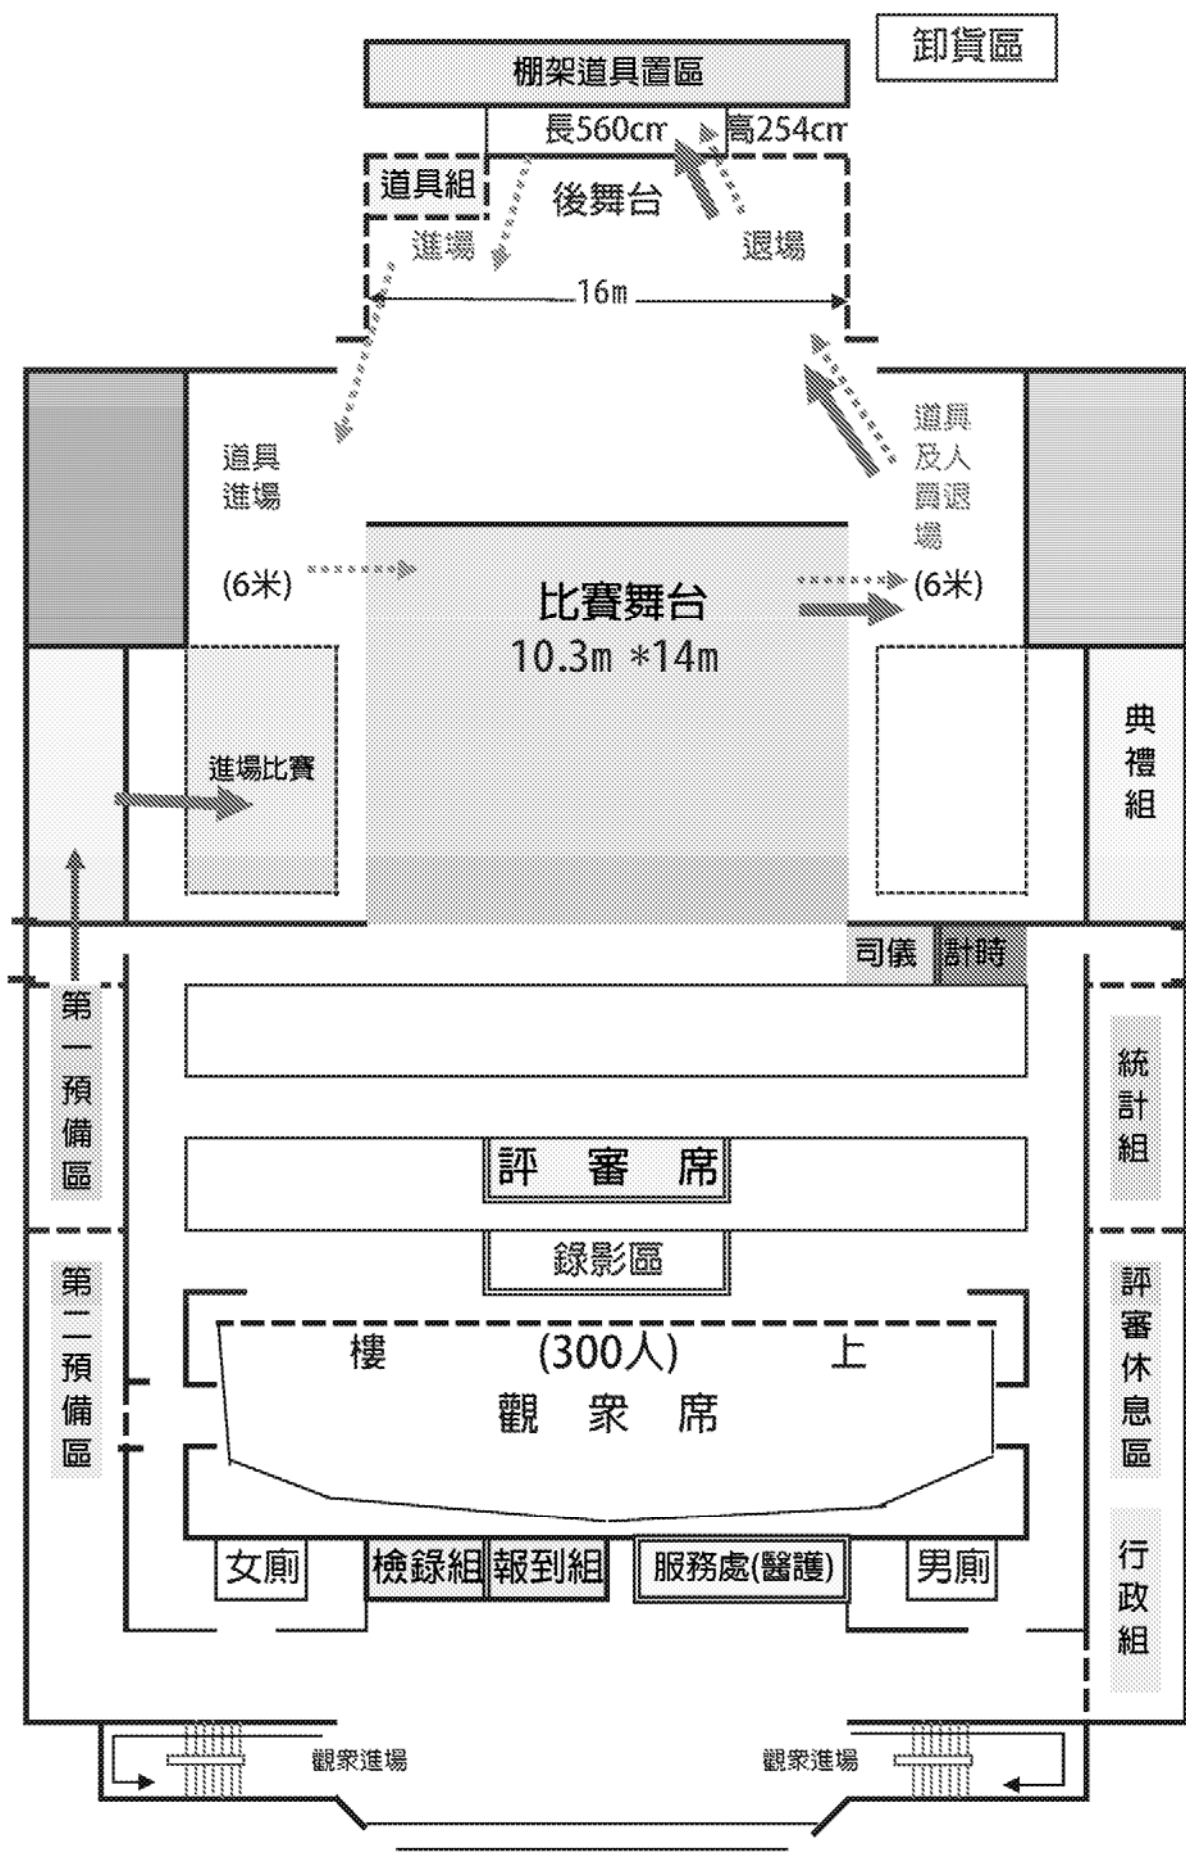 卸貨區
棚架道具置區
長560cm
高254cm
道具組
後舞台
進場
退場
16m
道具
進場
(6米)
道具
及人
員退
場
(6米)
比賽舞台
10.3m *14m
進場比賽
典禮組
司儀
計時
第一預備區
統計組
評 審 席
錄影區
第二預備區
樓 (300人) 上
觀 眾 席
評審休息區
女廁
檢錄組
報到組
服務處(醫護)
男廁
行政組
觀眾進場
觀眾進場